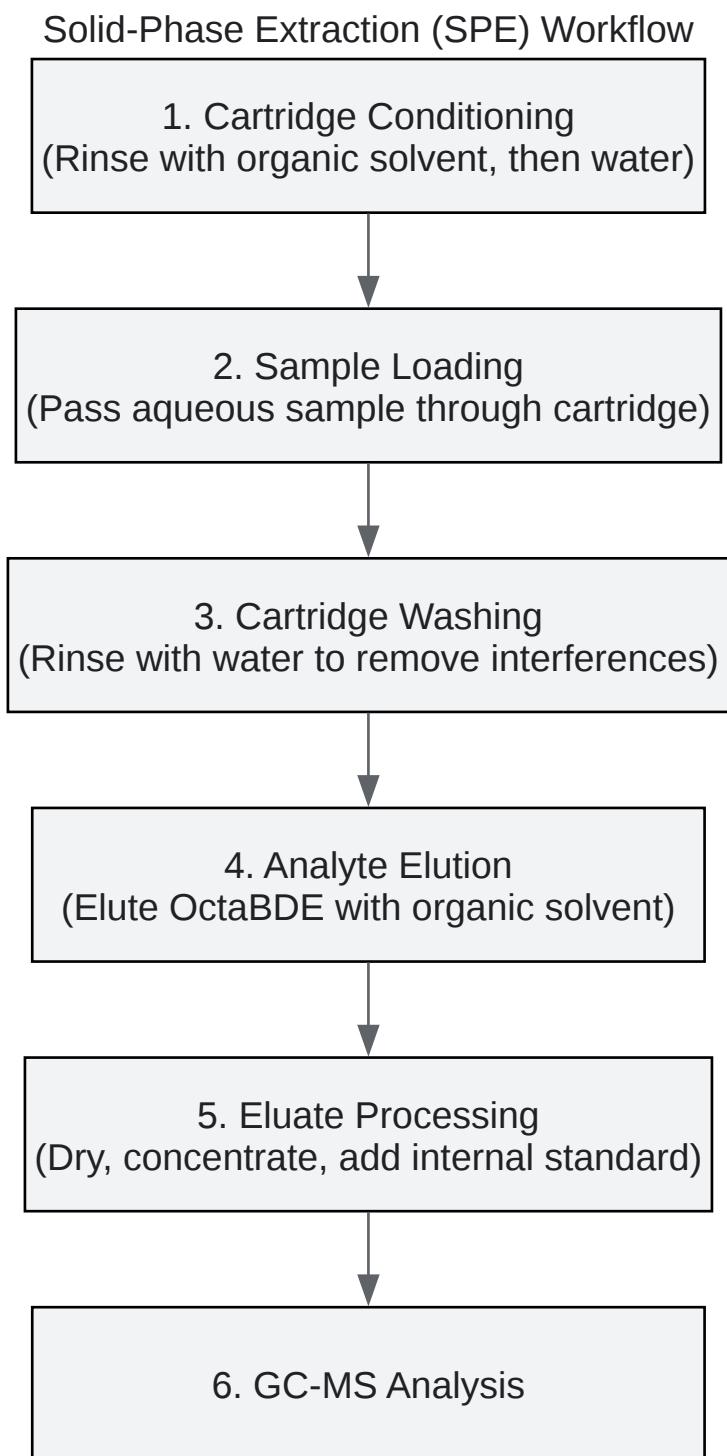 Solid-Phase Extraction (SPE) Workflow
1. Cartridge Conditioning
(Rinse with organic solvent, then water)
2. Sample Loading
(Pass aqueous sample through cartridge)
3. Cartridge Washing
(Rinse with water to remove interferences)
4. Analyte Elution
(Elute OctaBDE with organic solvent)
5. Eluate Processing
(Dry, concentrate, add internal standard)
6. GC-MS Analysis